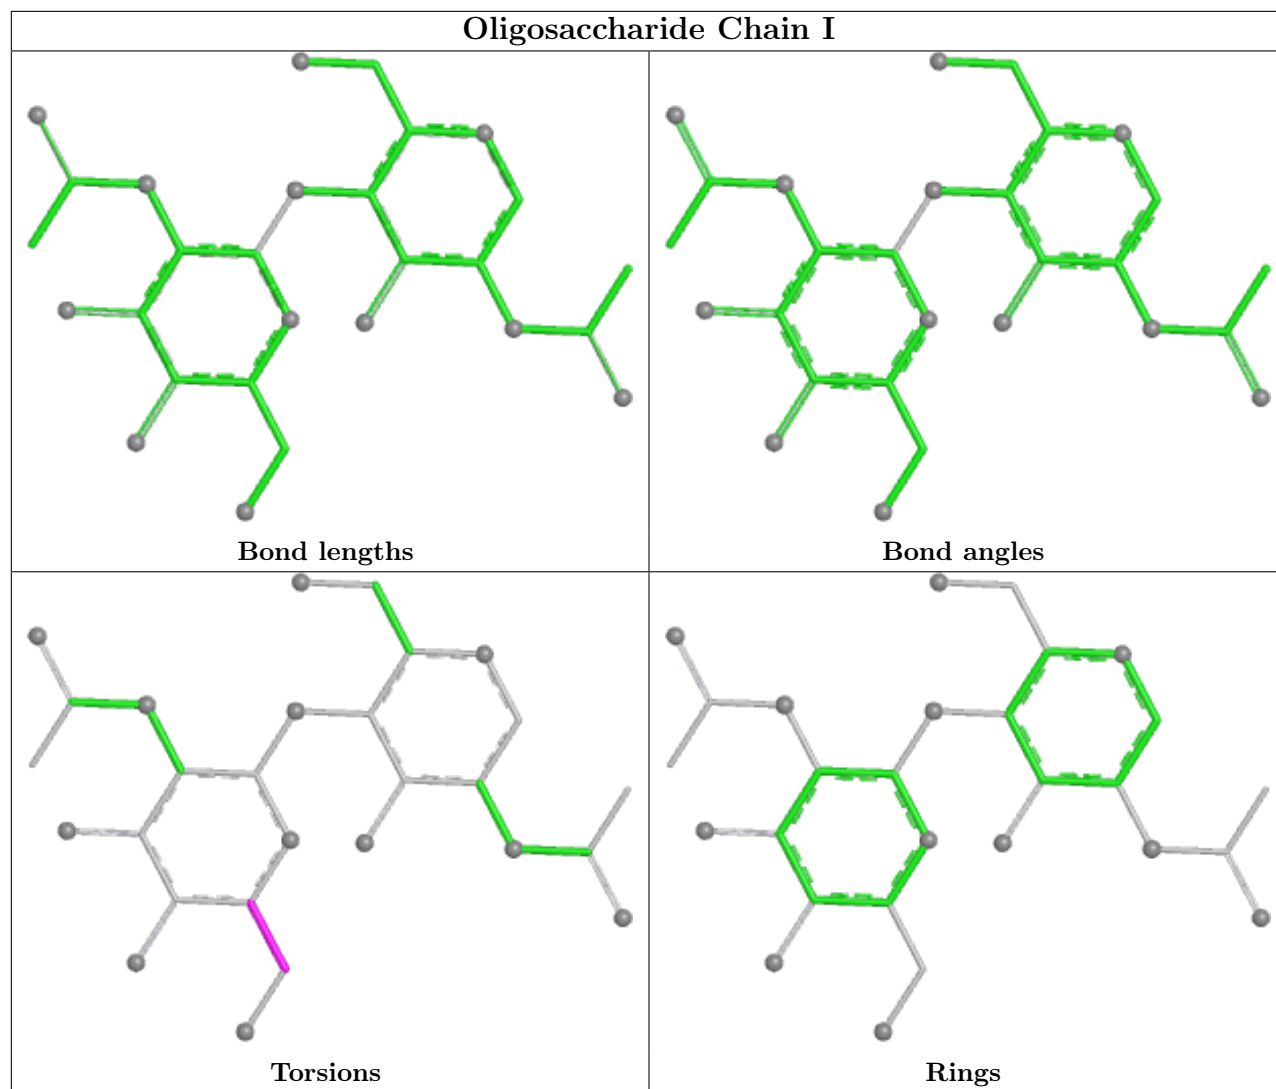 Oligosaccharide Chain I
Bond lengths
Bond angles
Torsions
Rings